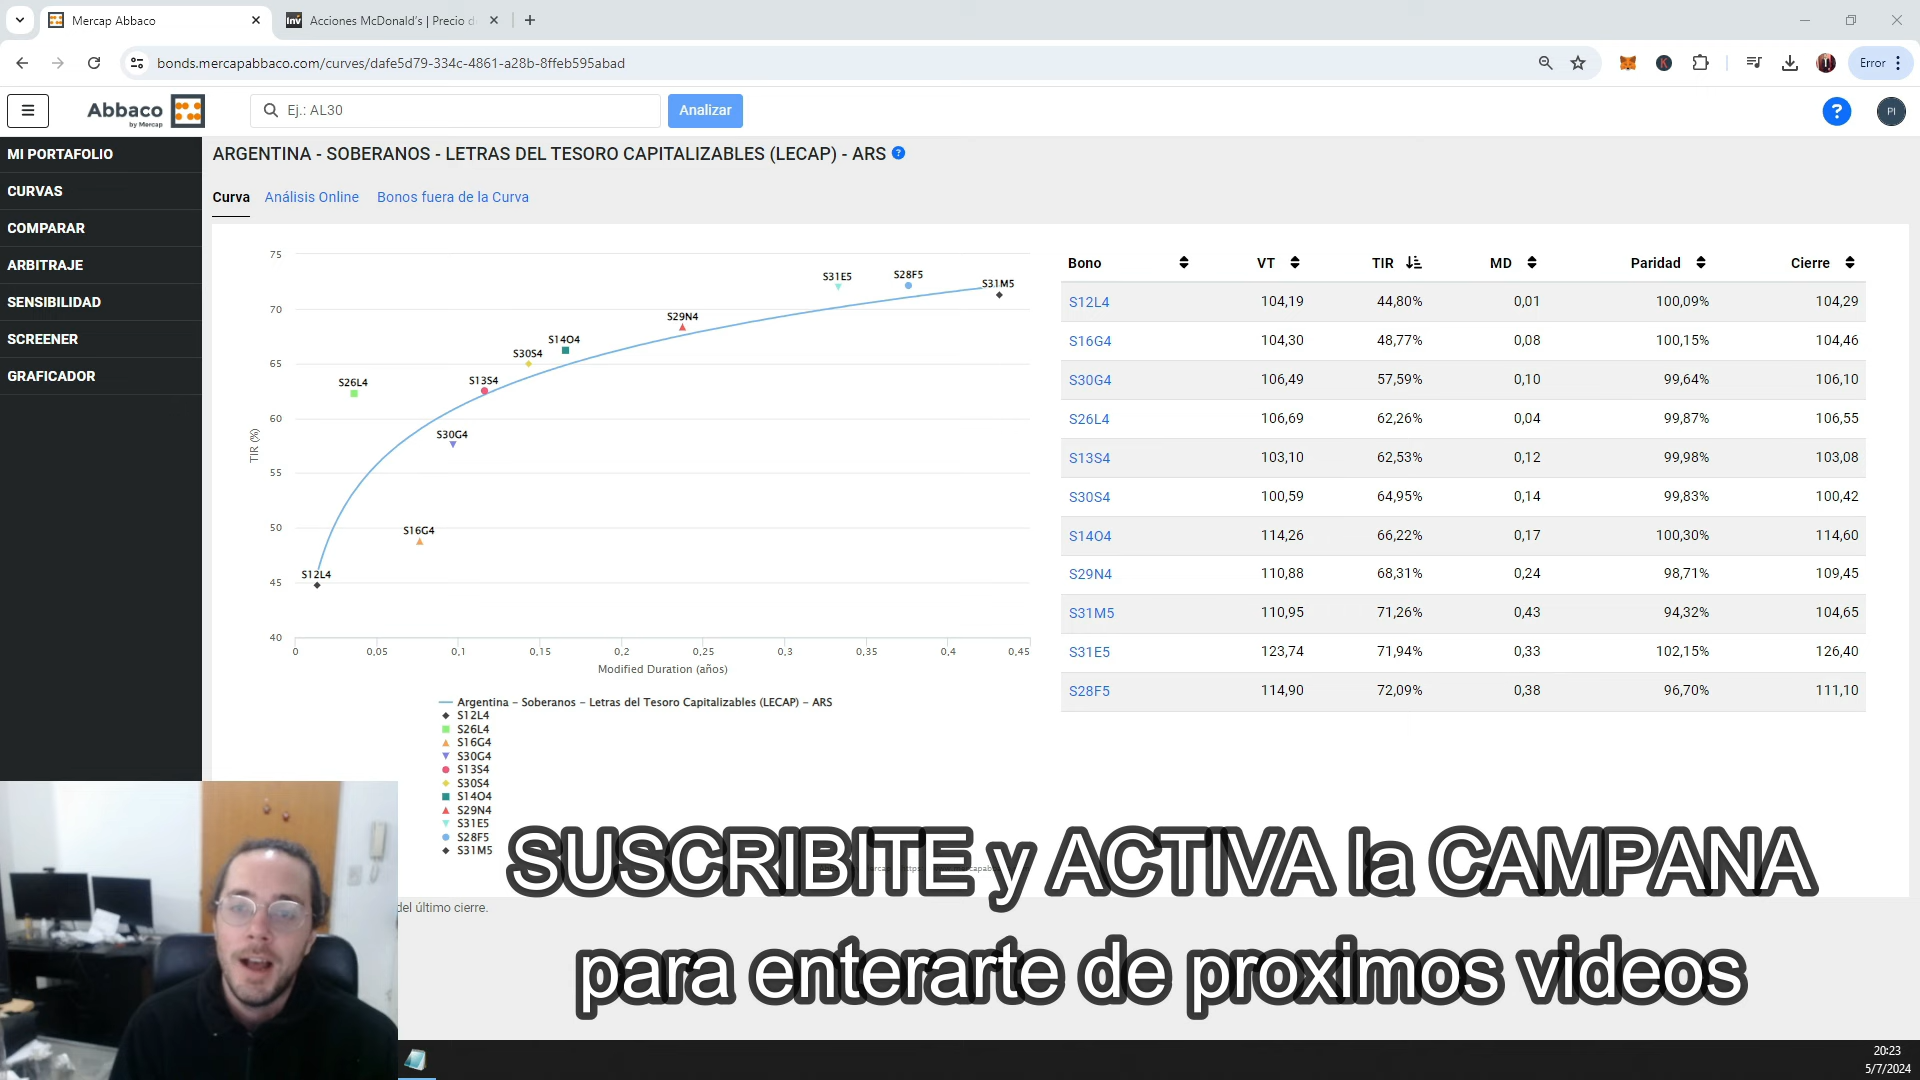 Mercap Abbaco
Acciones McDonald's | Precio d
bonds.mercapabbaco.com/curves/dafe5d79-334c-4861-a28b-8ffeb595abad
Error
Abbaco
by Mercap
Ej.: AL30
Analizar
?
PI
MI PORTAFOLIO
CURVAS
COMPARAR
ARBITRAJE
SENSIBILIDAD
SCREENER
GRAFICADOR
ARGENTINA - SOBERANOS - LETRAS DEL TESORO CAPITALIZABLES (LECAP) - ARS ?
Curva Análisis Online Bonos fuera de la Curva
75
70
65
60
55
50
45
40
TIR (%)
S31E5
S28F5
S31M5
S29N4
S14O4
S30S4
S13S4
S26L4
S30G4
S16G4
S12L4
0 0,05 0,1 0,15 0,2 0,25 0,3 0,35 0,4 0,45
Modified Duration (años)
Argentina – Soberanos – Letras del Tesoro Capitalizables (LECAP) – ARS
S12L4
S26L4
S16G4
S30G4
S13S4
S30S4
S14O4
S29N4
S31E5
S28F5
S31M5
Bono VT TIR MD Paridad Cierre
S12L4 104,19 44,80% 0,01 100,09% 104,29
S16G4 104,30 48,77% 0,08 100,15% 104,46
S30G4 106,49 57,59% 0,10 99,64% 106,10
S26L4 106,69 62,26% 0,04 99,87% 106,55
S13S4 103,10 62,53% 0,12 99,98% 103,08
S30S4 100,59 64,95% 0,14 99,83% 100,42
S14O4 114,26 66,22% 0,17 100,30% 114,60
S29N4 110,88 68,31% 0,24 98,71% 109,45
S31M5 110,95 71,26% 0,43 94,32% 104,65
S31E5 123,74 71,94% 0,33 102,15% 126,40
S28F5 114,90 72,09% 0,38 96,70% 111,10
del último cierre.
SUSCRIBITE y ACTIVA la CAMPANA
para enterarte de proximos videos
20:23
5/7/2024